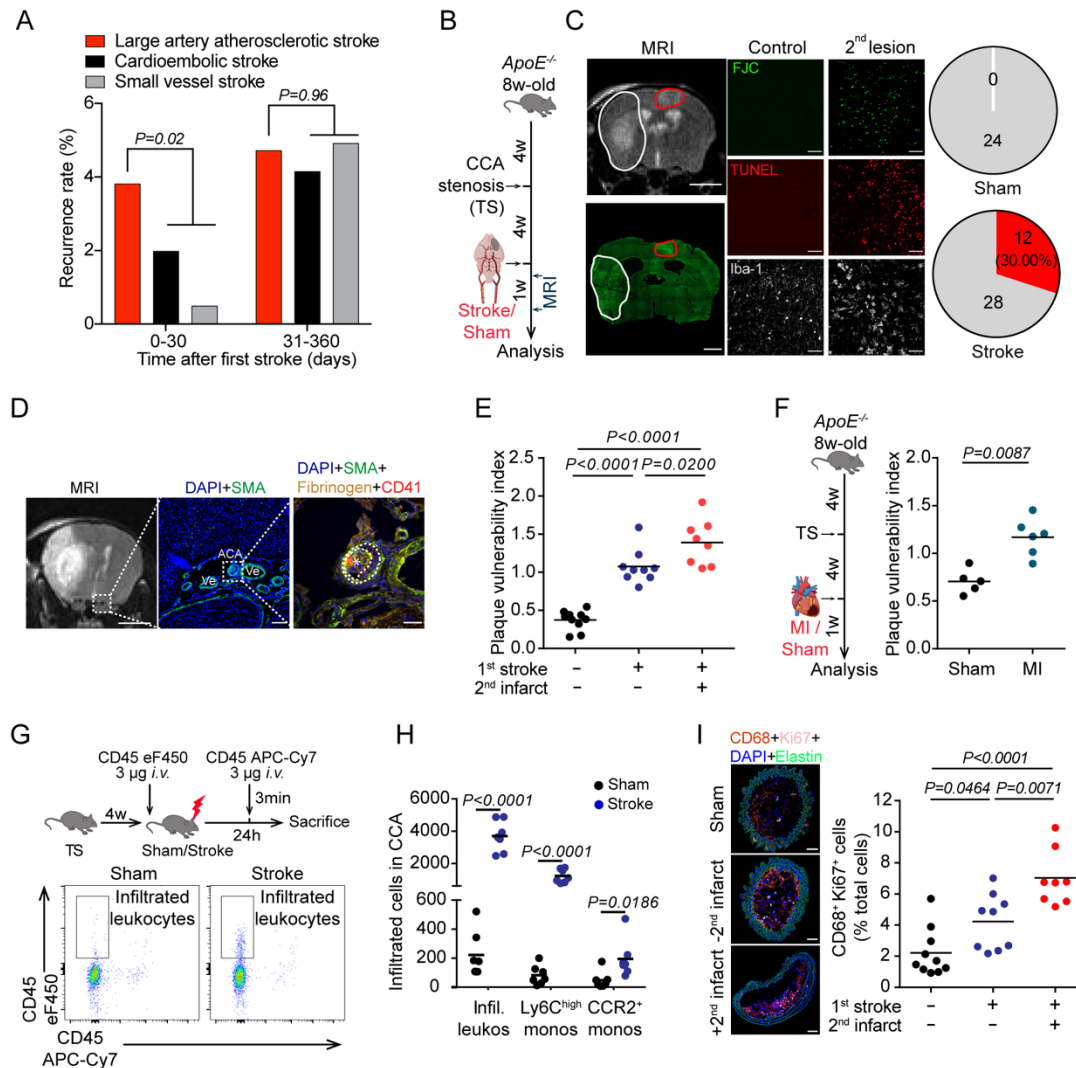 A
Large artery atherosclerotic stroke
Cardioembolic stroke
Small vessel stroke
P=0.96
P=0.02
6
4
2
0
Recurrence rate (%)
0-30
31-360
Time after first stroke (days)
B
ApoE-/-
8w-old
4w
CCA
stenosis
(TS)
4w
1w
MRI
Stroke/
Sham
Analysis
C
MRI
Control
2nd lesion
FJC
TUNEL
Iba-1
0
24
Sham
12
(30.00%)
28
Stroke
D
MRI
DAPI+SMA
DAPI+SMA+
Fibrinogen+CD41
ACA
Ve
Ve
E
P<0.0001
P<0.0001
P=0.0200
Plaque vulnerability index
2.5
2.0
1.5
1.0
0.5
0.0
1st stroke
− + +
2nd infarct
− − +
F
ApoE-/-
8w-old
4w
TS
4w
MI /
Sham
1w
Analysis
P=0.0087
Plaque vulnerability index
2.0
1.5
1.0
0.5
0.0
Sham
MI
G
CD45 eF450
3 µg i.v.
CD45 APC-Cy7
3 µg i.v.
4w
3min
24h
Sacrifice
TS
Sham/Stroke
Sham
Stroke
Infiltrated
leukocytes
Infiltrated
leukocytes
CD45
eF450
CD45
APC-Cy7
H
Sham
Stroke
P<0.0001
P<0.0001
P=0.0186
Infiltrated cells in CCA
6000
4000
2000
600
400
200
0
Infil.
leukos
Ly6Chigh
monos
CCR2+
monos
I
CD68+Ki67+
DAPI+Elastin
Sham
-2nd infarct
+2nd infacrt
P<0.0001
P=0.0464
P=0.0071
CD68+ Ki67+ cells
(% total cells)
12
10
8
6
4
2
0
1st stroke
− + +
2nd infarct
− − +